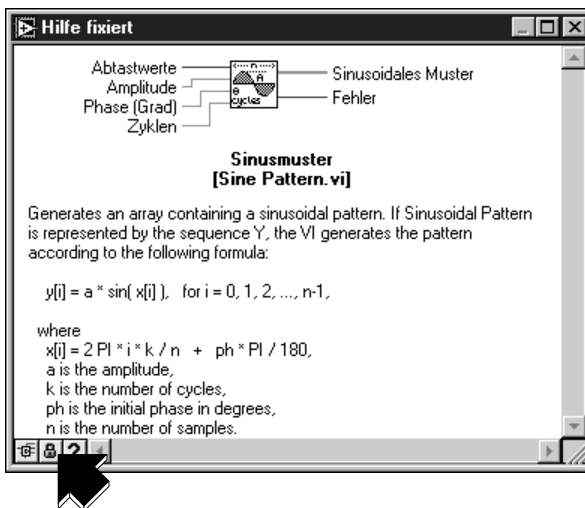 Hilfe fixiert
Abtastwerte
Amplitude
Phase (Grad)
Zyklen
n
A
θ
cycles
Sinusoidales Muster
Fehler
Sinusmuster
[Sine Pattern.vi]
Generates an array containing a sinusoidal pattern. If Sinusoidal Pattern
is represented by the sequence Y, the VI generates the pattern
according to the following formula:
y[i] = a * sin( x[i] ),   for i = 0, 1, 2, ..., n-1,
where
x[i] = 2 PI * i * k / n   +   ph * PI / 180,
a is the amplitude,
k is the number of cycles,
ph is the initial phase in degrees,
n is the number of samples.
?